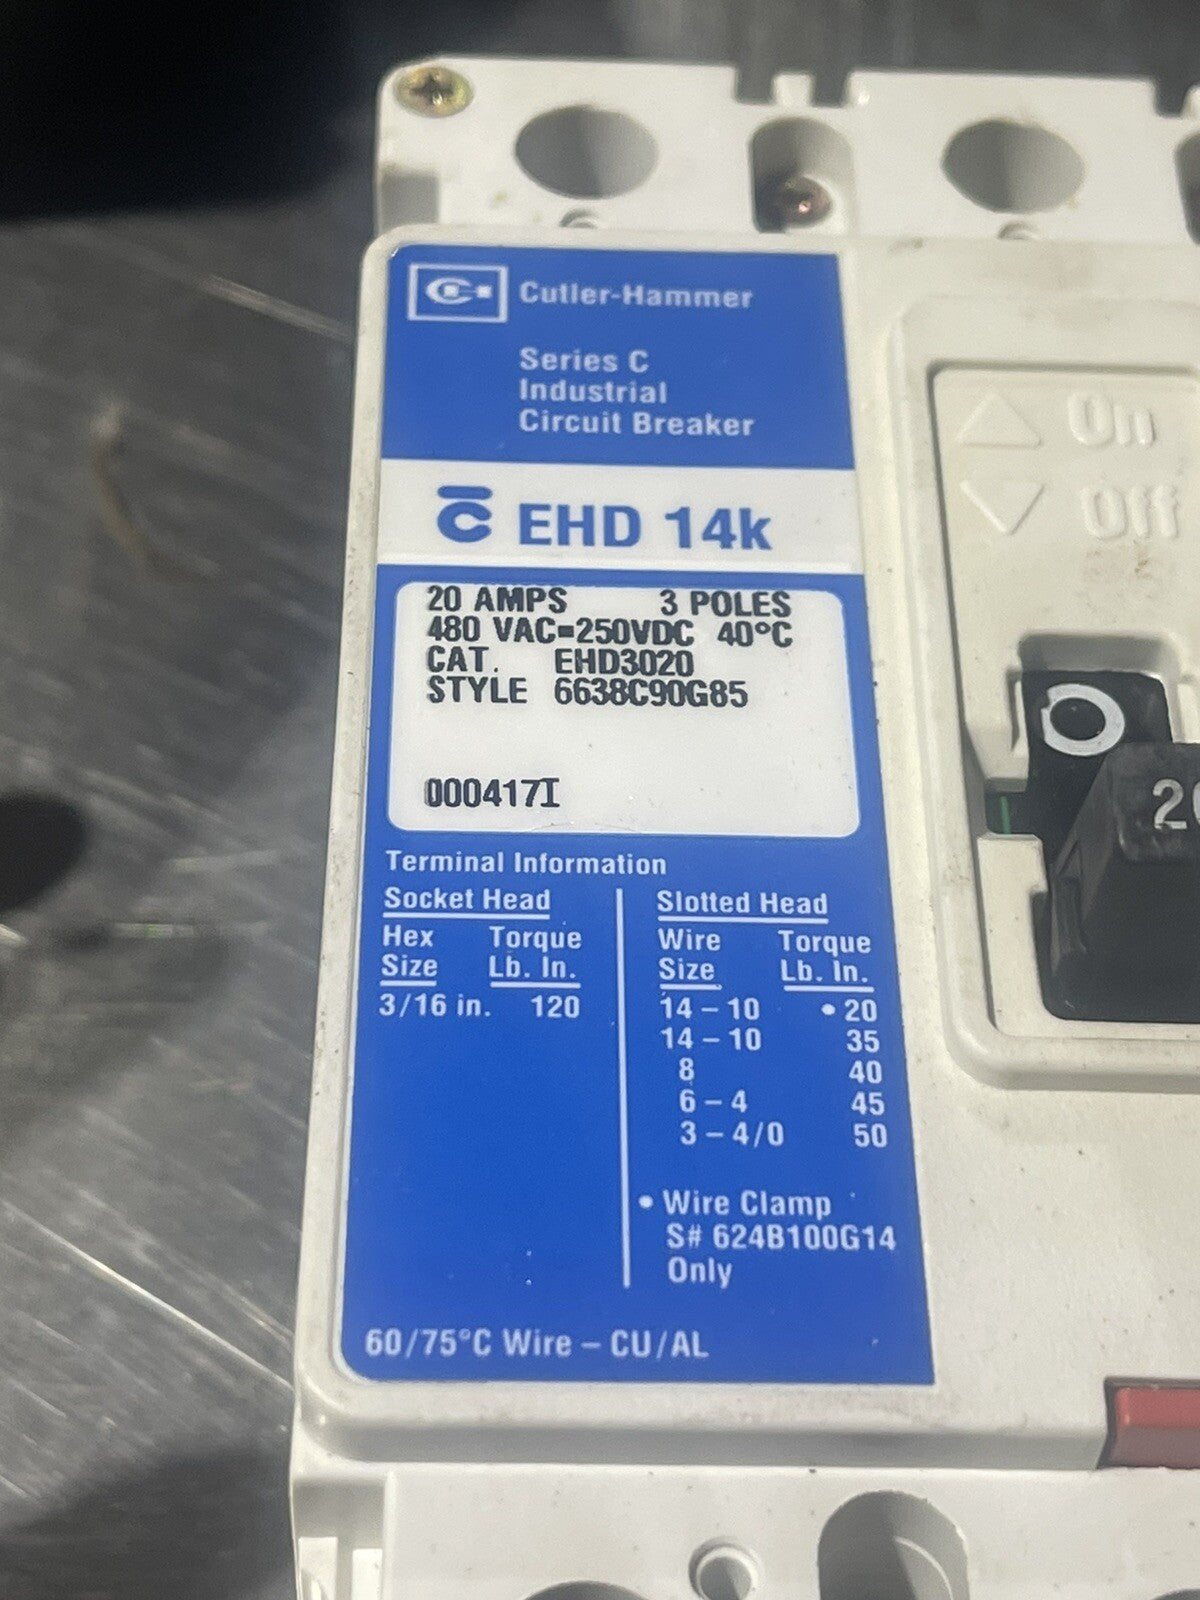 Cutler-Hammer
Series C
Industrial
Circuit Breaker
C EHD 14k
20 AMPS 3 POLES
480 VAC=250VDC 40°C
CAT. EHD3020
STYLE 6638C90G85
000417I
Terminal Information
Socket Head
Hex Torque
Size Lb. In.
3/16 in. 120
Slotted Head
Wire Torque
Size Lb. In.
14 – 10 • 20
14 – 10 35
8 40
6 – 4 45
3 – 4/0 50
• Wire Clamp
S# 624B100G14
Only
60/75°C Wire – CU/AL
On
Off